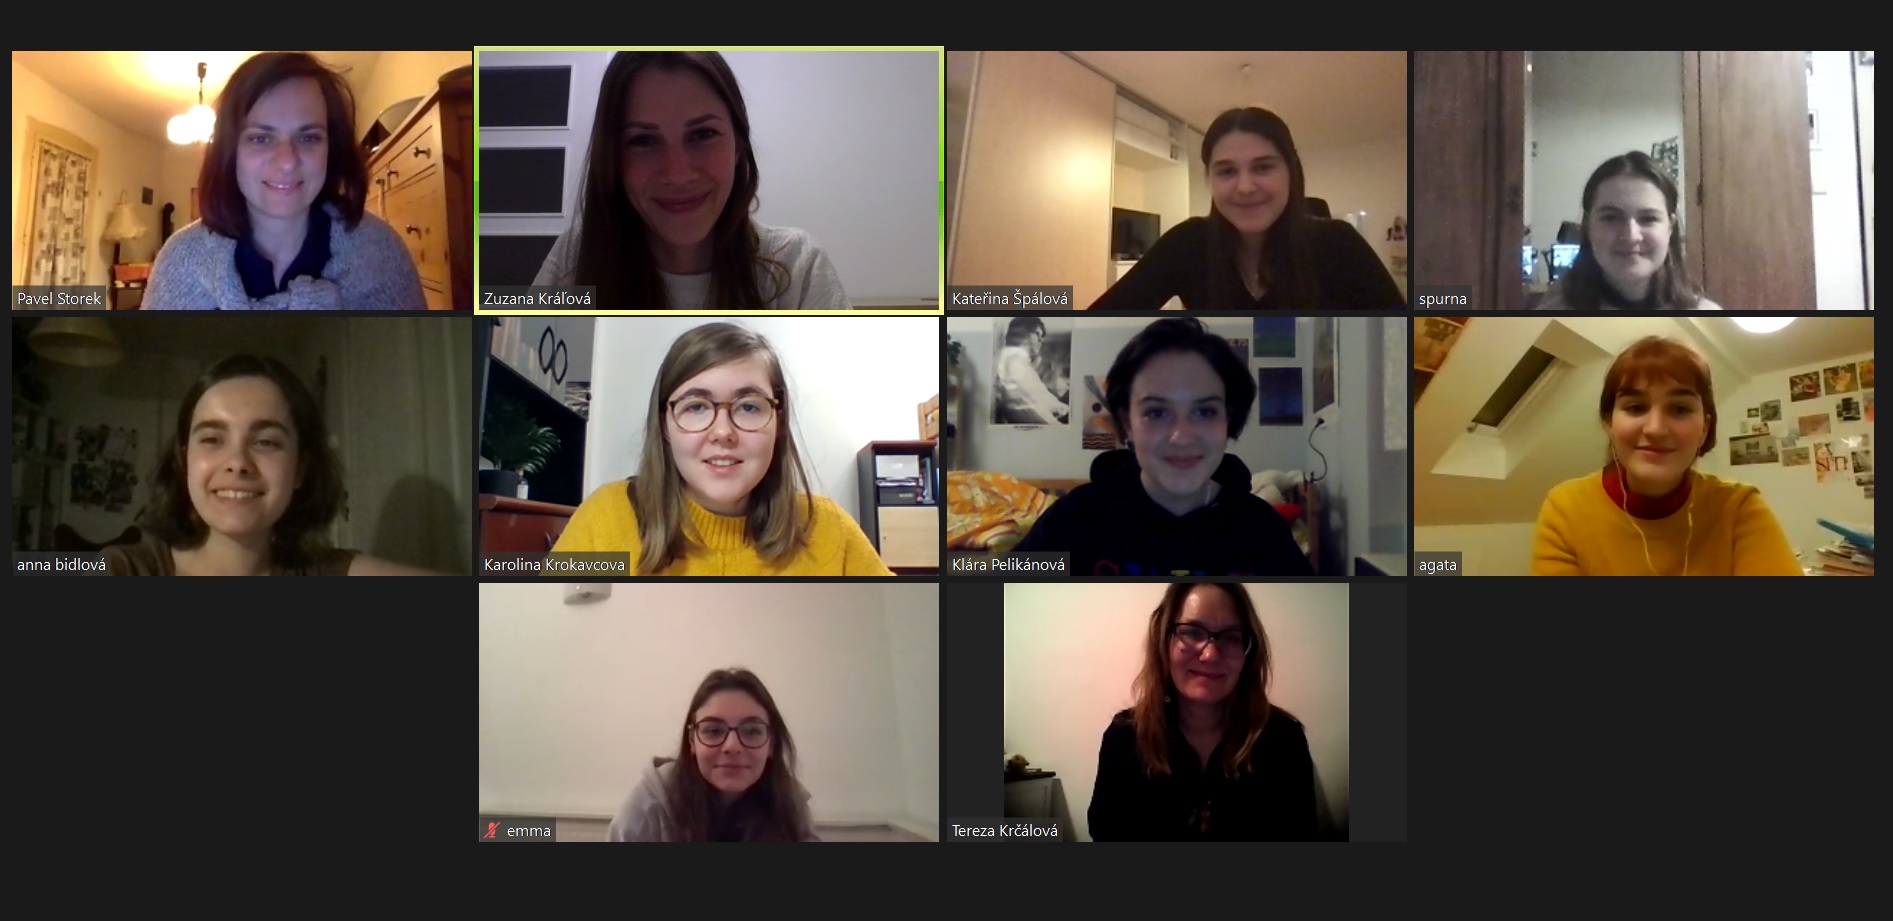 Pavel Storek
Zuzana Kráľová
Kateřina Špálová
spurna
anna bidlová
Karolina Krokavcova
Klára Pelikánová
agata
emma
Tereza Krčálová